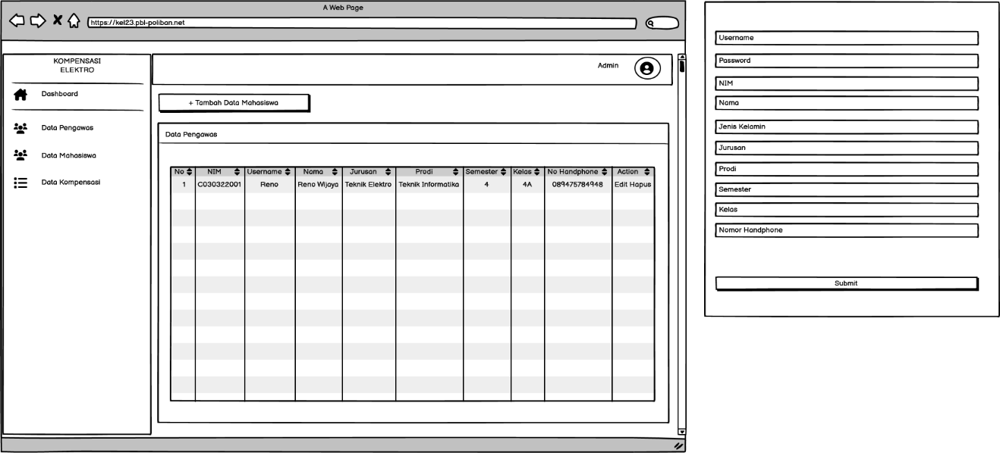 A Web Page
https://kel23.pbl-poliban.net
KOMPENSASI
ELEKTRO
Dashboard
Data Pengawas
Data Mahasiswa
Data Kompensasi
Admin
+ Tambah Data Mahasiswa
Data Pengawas
No NIM Username Nama Jurusan Prodi Semester Kelas No Handphone Action
1 C030322001 Reno Reno Wijaya Teknik Elektro Teknik Informatika 4 4A 089475784948 Edit Hapus
Username
Password
NIM
Nama
Jenis Kelamin
Jurusan
Prodi
Semester
Kelas
Nomor Handphone
Submit